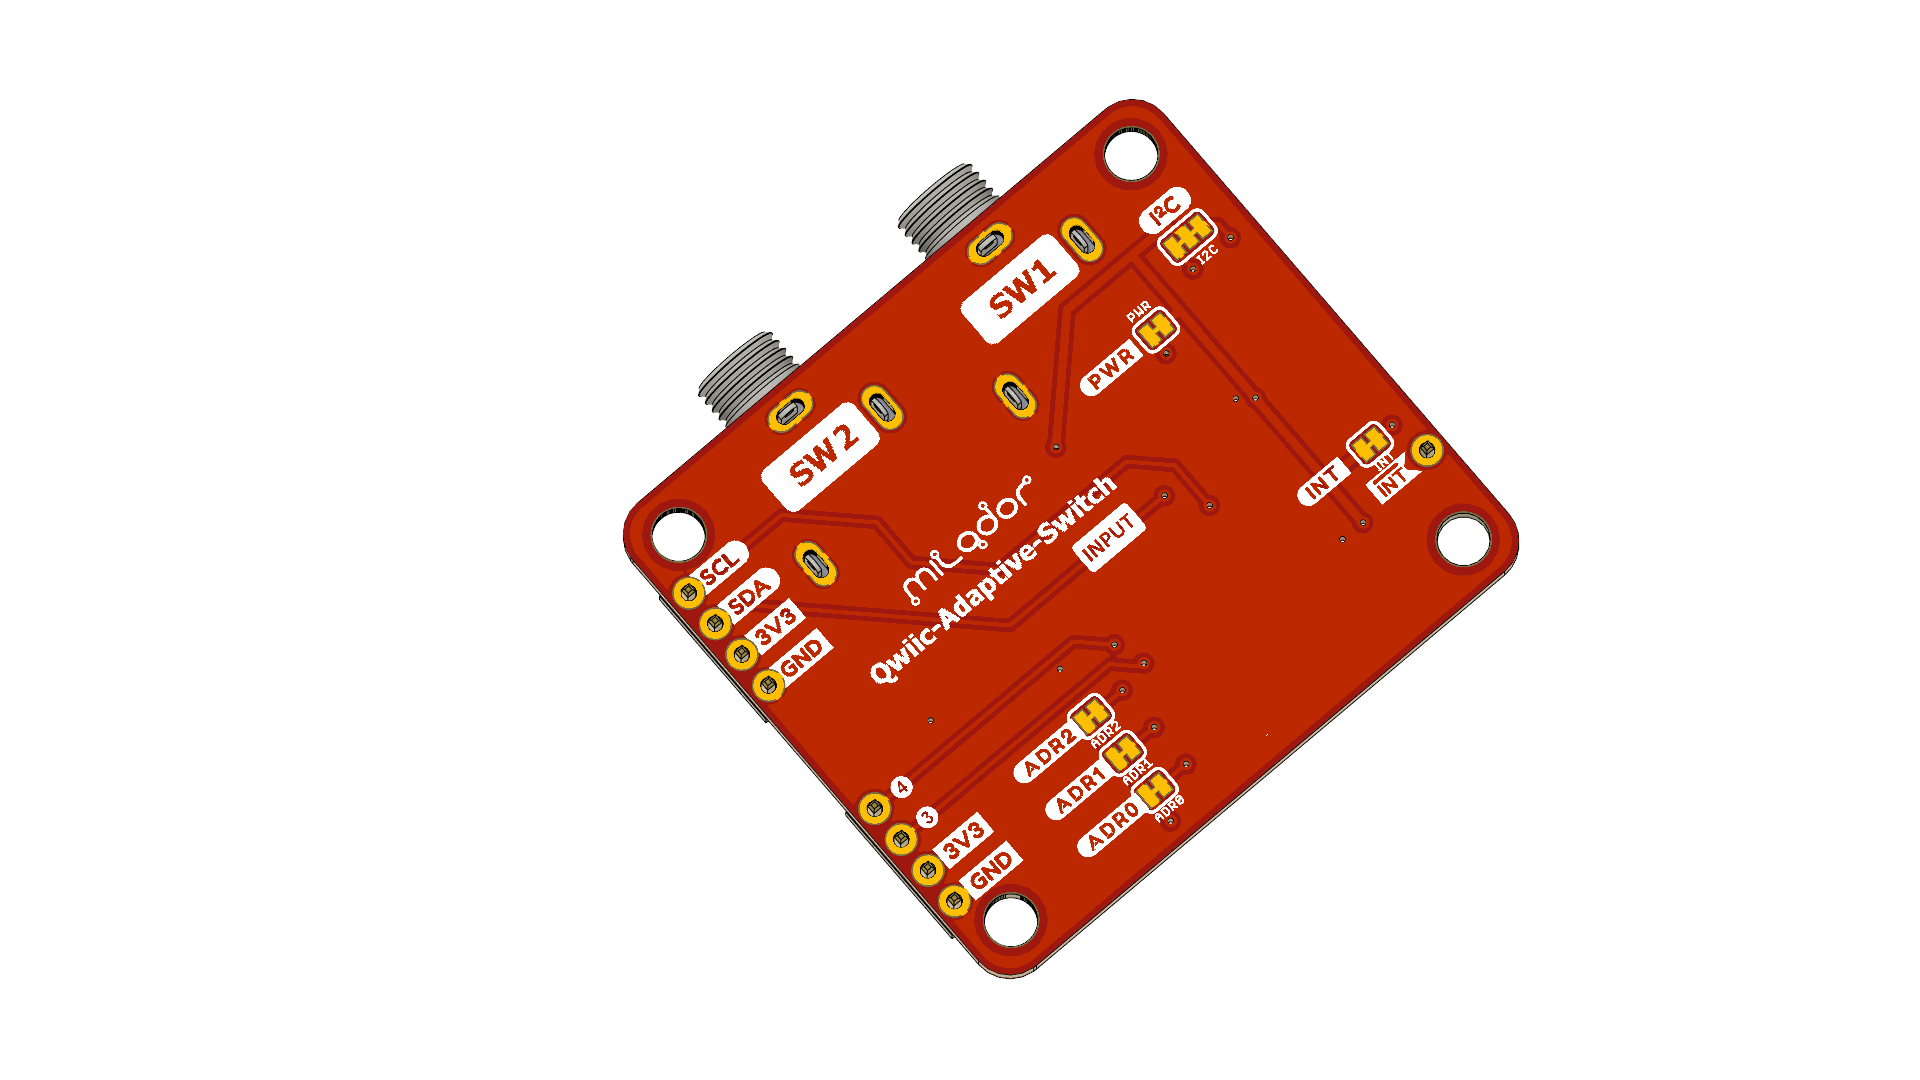 I²C
I2C
SW1
PWR
PWR
SW2
INT
INT
INT
milador
Qwiic-Adaptive-Switch
INPUT
SCL
SDA
3V3
GND
ADR2
ADR2
ADR1
ADR1
ADR0
ADR0
4
3
3V3
GND